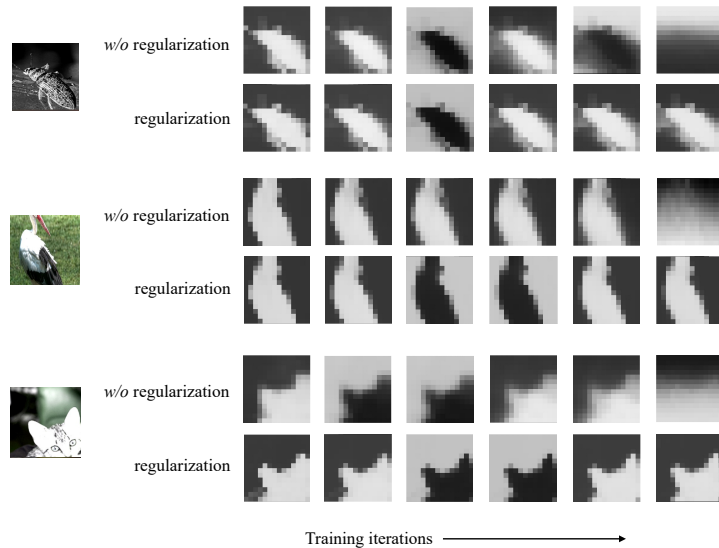 w/o regularization
regularization
w/o regularization
regularization
w/o regularization
regularization
Training iterations